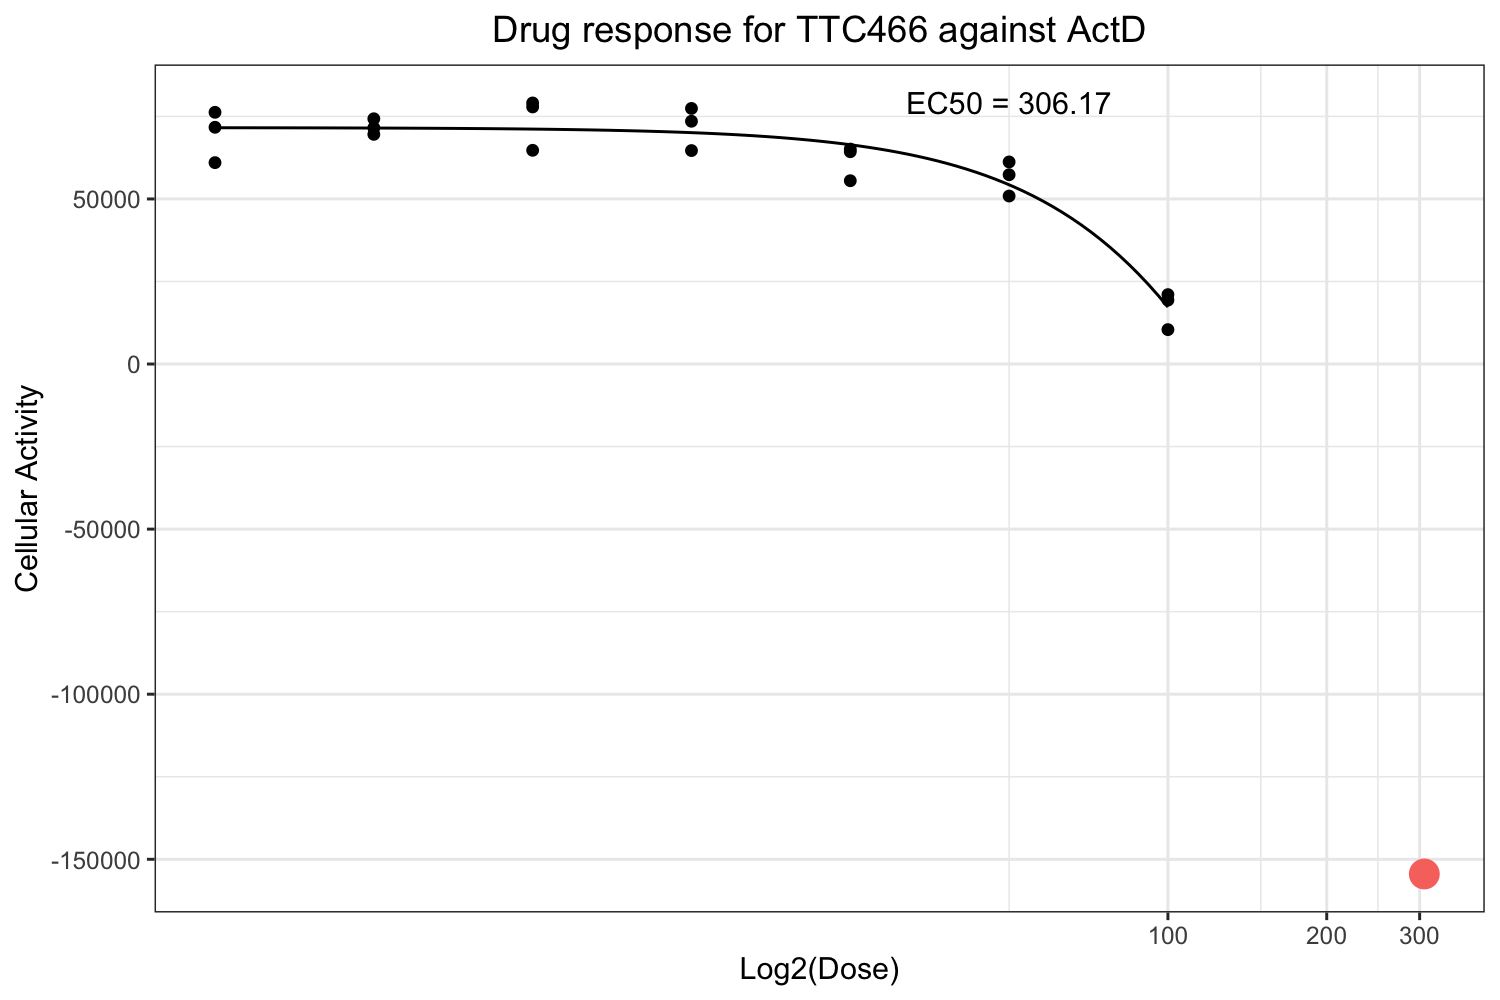 Drug response for TTC466 against ActD
EC50 = 306.17
50000
0
-50000
-100000
-150000
Cellular Activity
100 200 300
Log2(Dose)